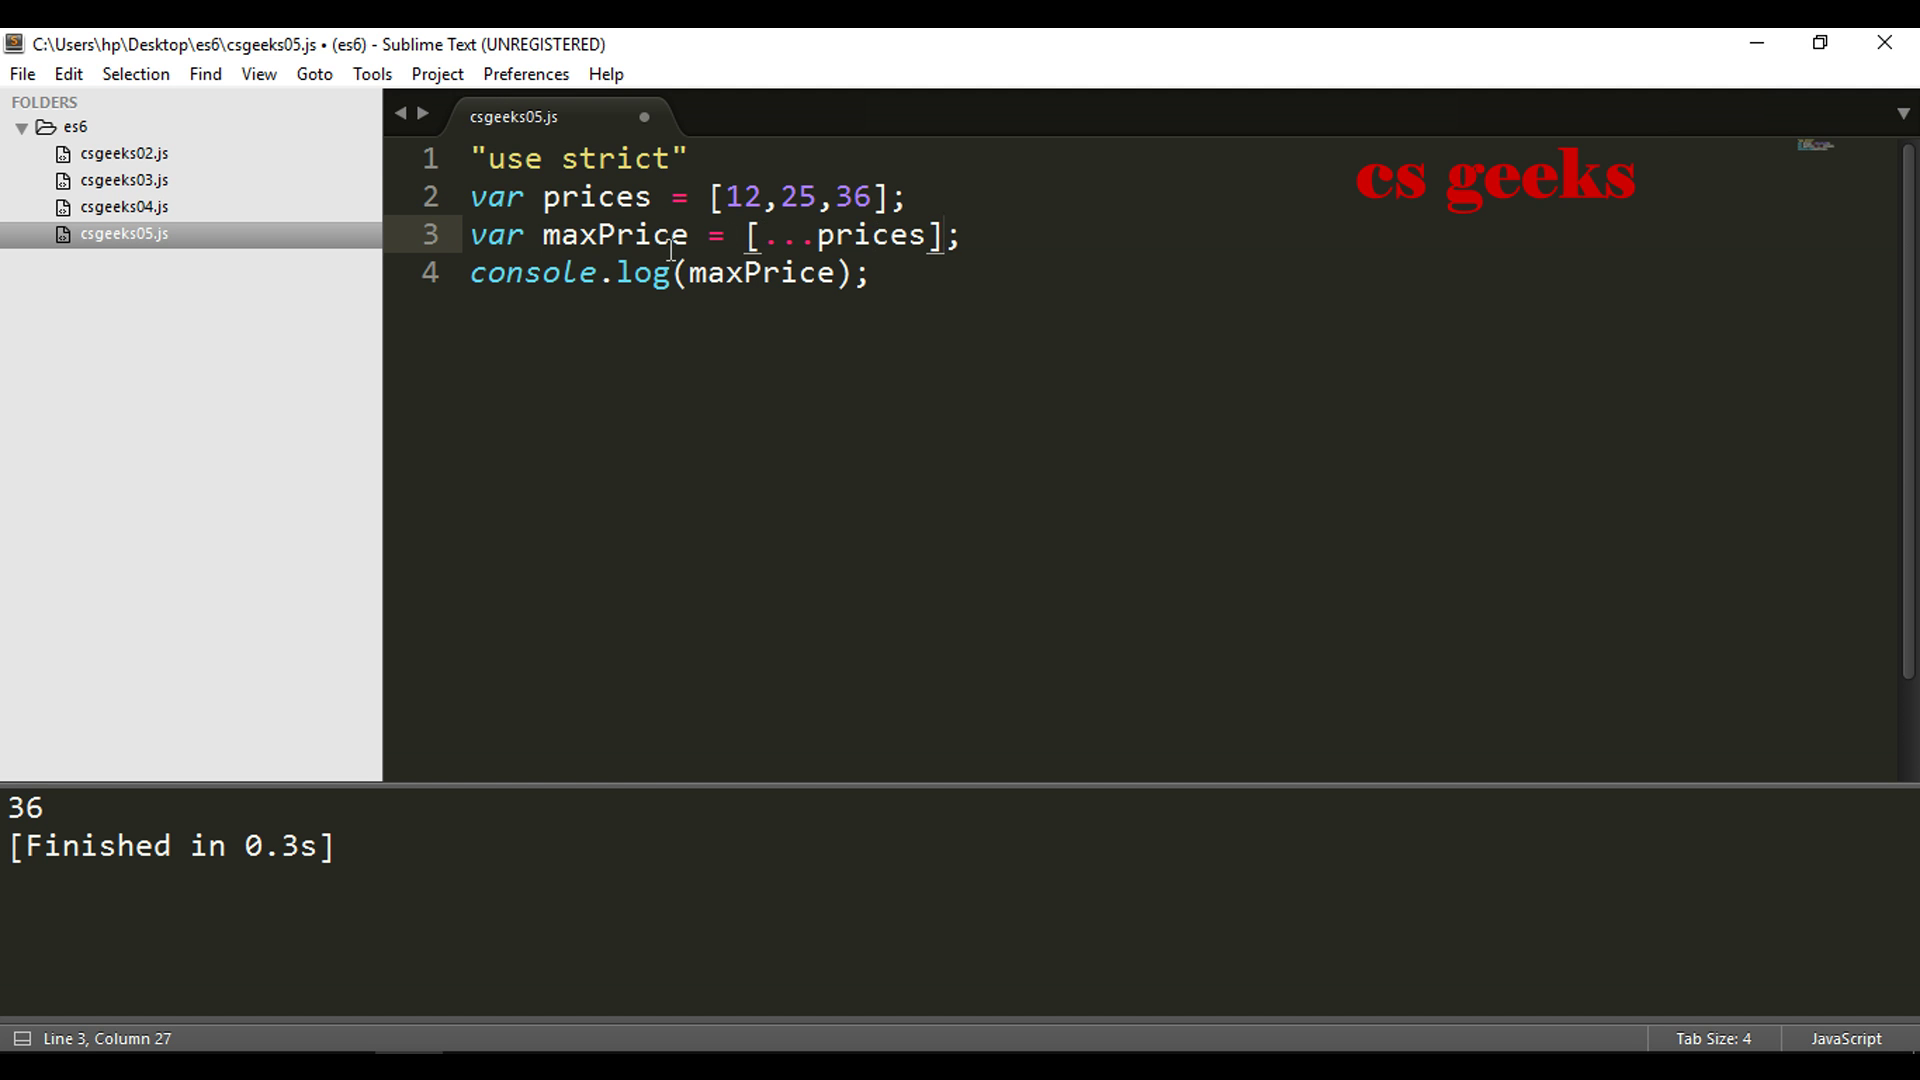 C:\Users\hp\Desktop\es6\csgeeks05.js • (es6) - Sublime Text (UNREGISTERED)
File Edit Selection Find View Goto Tools Project Preferences Help
FOLDERS
es6
csgeeks02.js
csgeeks03.js
csgeeks04.js
csgeeks05.js
csgeeks05.js
1 "use strict"
2 var prices = [12,25,36];
3 var maxPrice = [...prices];
4 console.log(maxPrice);
cs geeks
36
[Finished in 0.3s]
Line 3, Column 27
Tab Size: 4
JavaScript